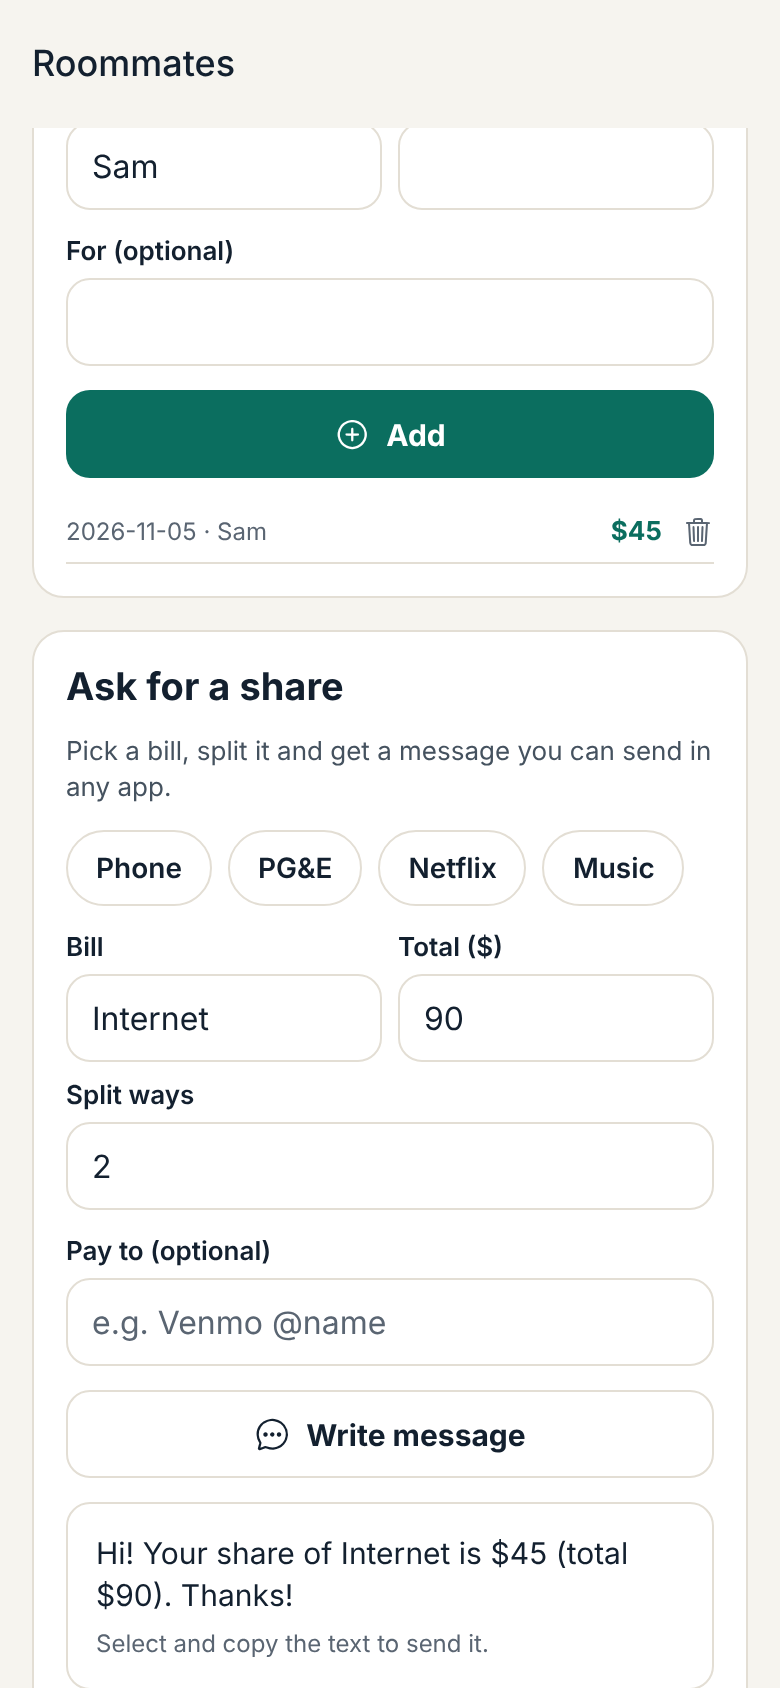 Roommates
Sam
For (optional)
Add
2026-11-05 · Sam $45
Ask for a share
Pick a bill, split it and get a message you can send in
any app.
Phone PG&E Netflix Music
Bill Total ($)
Internet 90
Split ways
2
Pay to (optional)
e.g. Venmo @name
Write message
Hi! Your share of Internet is $45 (total
$90). Thanks!
Select and copy the text to send it.